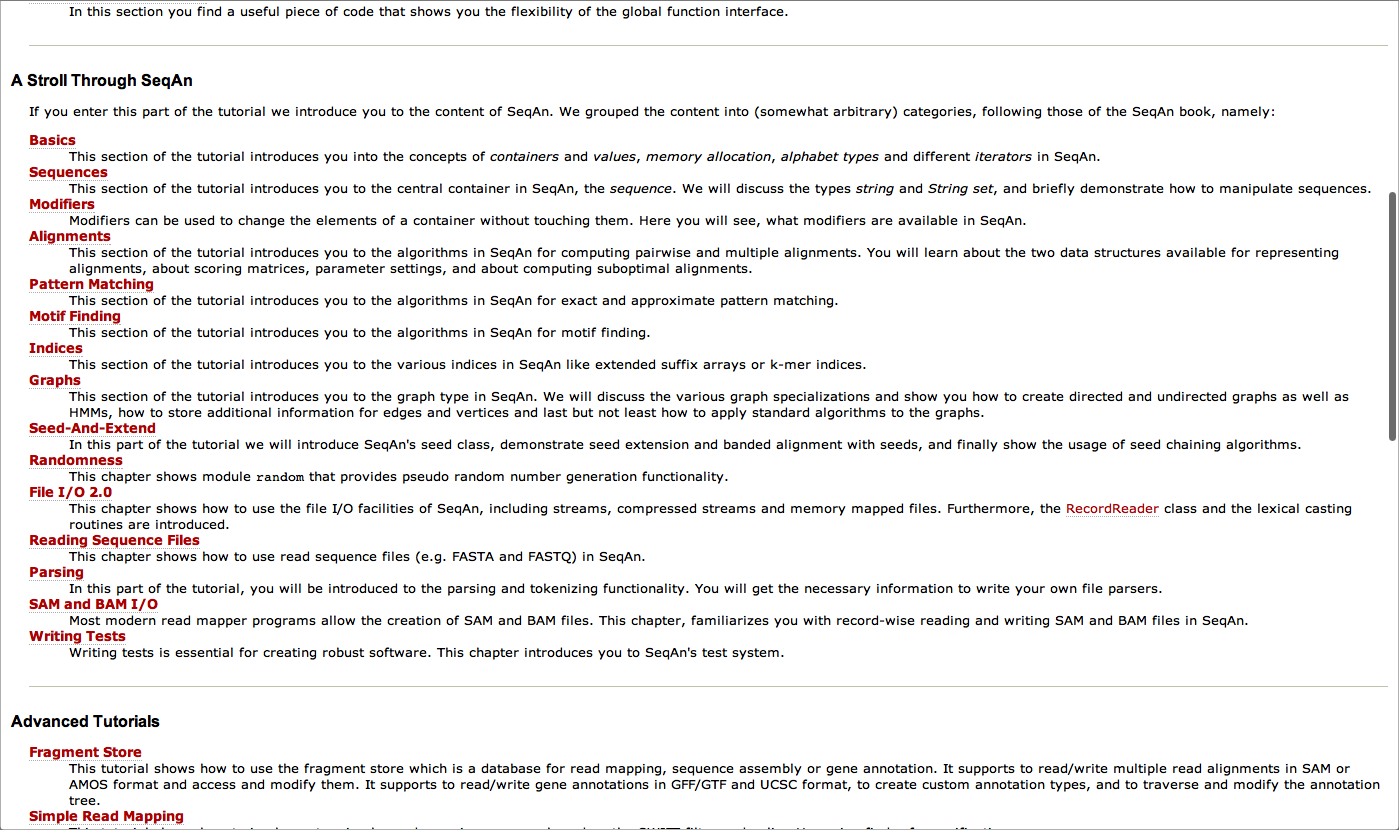 In this section you find a useful piece of code that shows you the flexibility of the global function interface.
A Stroll Through SeqAn
If you enter this part of the tutorial we introduce you to the content of SeqAn. We grouped the content into (somewhat arbitrary) categories, following those of the SeqAn book, namely:
Basics
This section of the tutorial introduces you into the concepts of containers and values, memory allocation, alphabet types and different iterators in SeqAn.
Sequences
This section of the tutorial introduces you to the central container in SeqAn, the sequence. We will discuss the types string and String set, and briefly demonstrate how to manipulate sequences.
Modifiers
Modifiers can be used to change the elements of a container without touching them. Here you will see, what modifiers are available in SeqAn.
Alignments
This section of the tutorial introduces you to the algorithms in SeqAn for computing pairwise and multiple alignments. You will learn about the two data structures available for representing
alignments, about scoring matrices, parameter settings, and about computing suboptimal alignments.
Pattern Matching
This section of the tutorial introduces you to the algorithms in SeqAn for exact and approximate pattern matching.
Motif Finding
This section of the tutorial introduces you to the algorithms in SeqAn for motif finding.
Indices
This section of the tutorial introduces you to the various indices in SeqAn like extended suffix arrays or k-mer indices.
Graphs
This section of the tutorial introduces you to the graph type in SeqAn. We will discuss the various graph specializations and show you how to create directed and undirected graphs as well as
HMMs, how to store additional information for edges and vertices and last but not least how to apply standard algorithms to the graphs.
Seed-And-Extend
In this part of the tutorial we will introduce SeqAn's seed class, demonstrate seed extension and banded alignment with seeds, and finally show the usage of seed chaining algorithms.
Randomness
This chapter shows module random that provides pseudo random number generation functionality.
File I/O 2.0
This chapter shows how to use the file I/O facilities of SeqAn, including streams, compressed streams and memory mapped files. Furthermore, the RecordReader class and the lexical casting
routines are introduced.
Reading Sequence Files
This chapter shows how to use read sequence files (e.g. FASTA and FASTQ) in SeqAn.
Parsing
In this part of the tutorial, you will be introduced to the parsing and tokenizing functionality. You will get the necessary information to write your own file parsers.
SAM and BAM I/O
Most modern read mapper programs allow the creation of SAM and BAM files. This chapter, familiarizes you with record-wise reading and writing SAM and BAM files in SeqAn.
Writing Tests
Writing tests is essential for creating robust software. This chapter introduces you to SeqAn's test system.
Advanced Tutorials
Fragment Store
This tutorial shows how to use the fragment store which is a database for read mapping, sequence assembly or gene annotation. It supports to read/write multiple read alignments in SAM or
AMOS format and access and modify them. It supports to read/write gene annotations in GFF/GTF and UCSC format, to create custom annotation types, and to traverse and modify the annotation
tree.
Simple Read Mapping